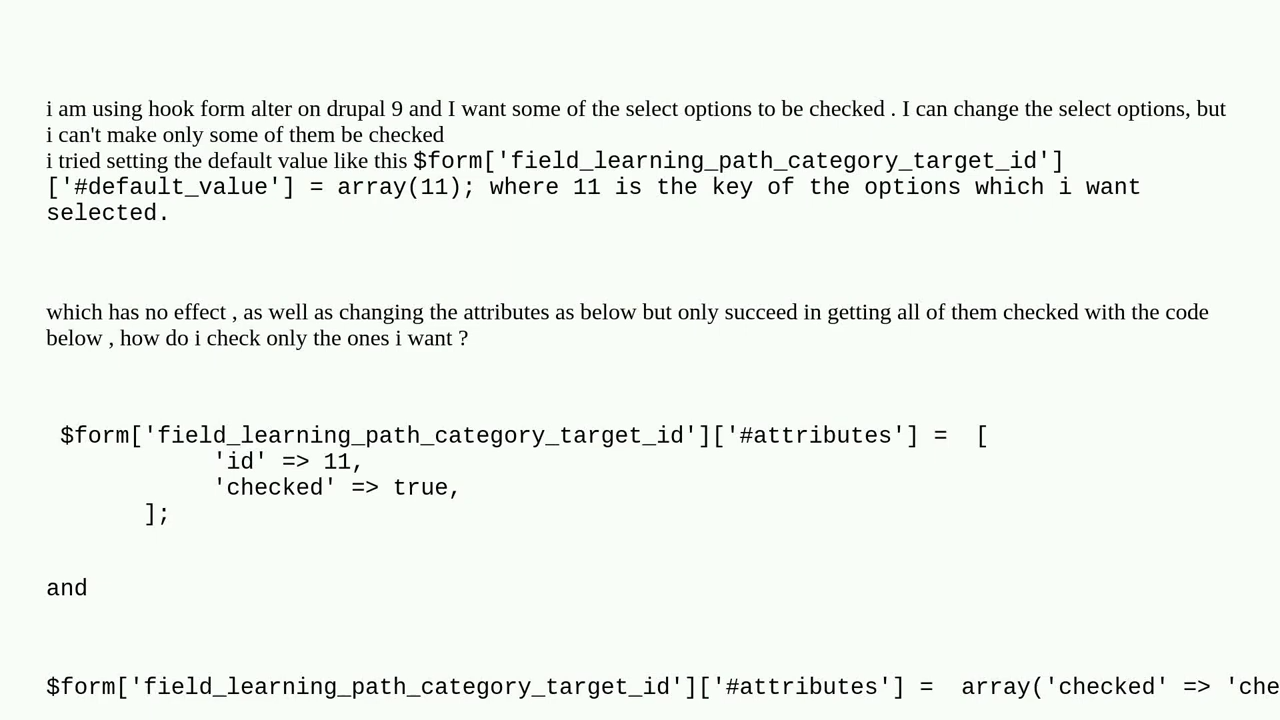 i am using hook form alter on drupal 9 and I want some of the select options to be checked . I can change the select options, but
i can't make only some of them be checked
i tried setting the default value like this $form['field_learning_path_category_target_id']
['#default_value'] = array(11); where 11 is the key of the options which i want
selected.
which has no effect , as well as changing the attributes as below but only succeed in getting all of them checked with the code
below , how do i check only the ones i want ?
$form['field_learning_path_category_target_id']['#attributes'] =  [
'id' => 11,
'checked' => true,
];
and
$form['field_learning_path_category_target_id']['#attributes'] =  array('checked' => 'che